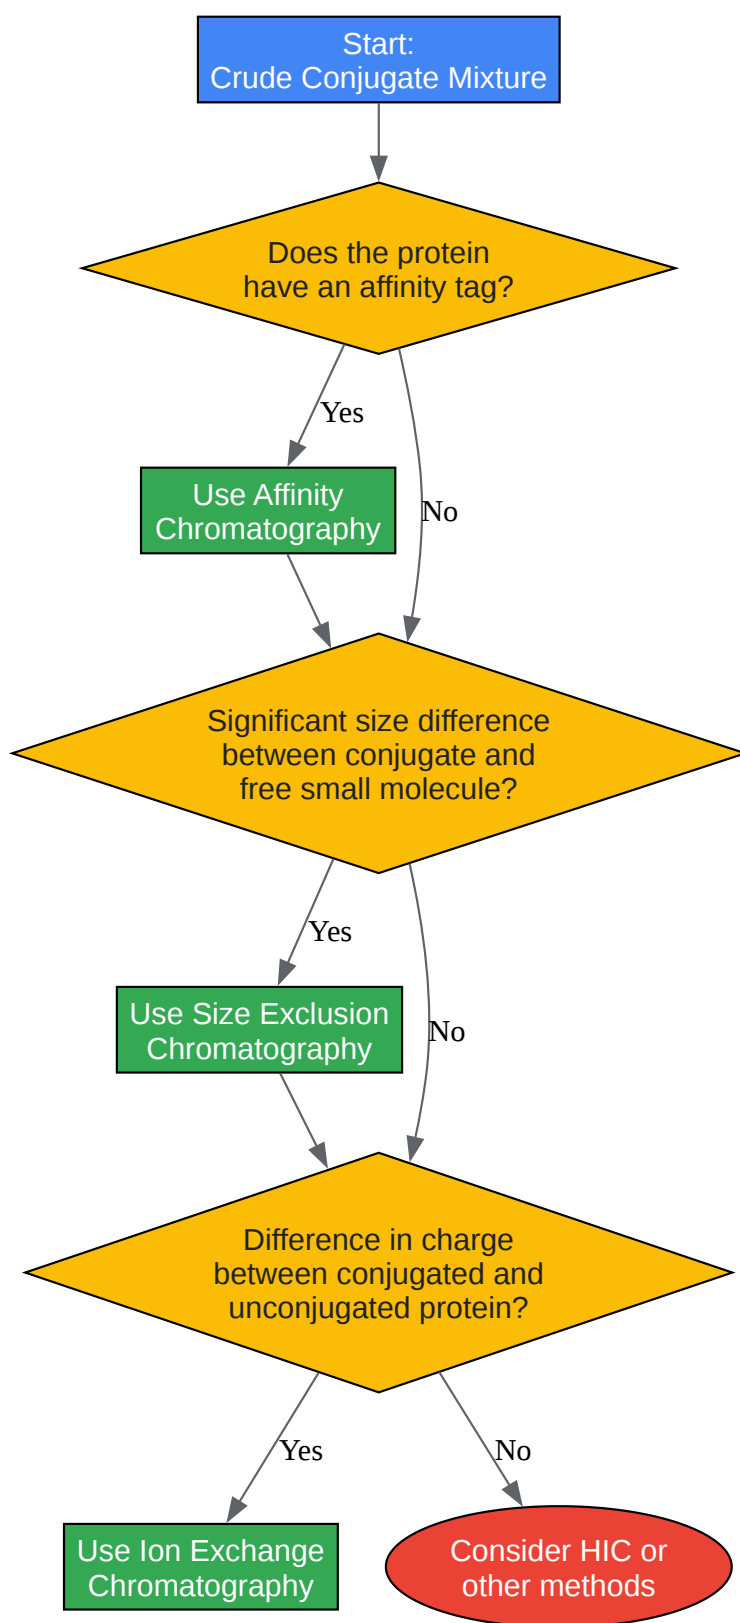 Start:
Crude Conjugate Mixture
Does the protein
have an affinity tag?
Yes
Use Affinity
Chromatography
No
Significant size difference
between conjugate and
free small molecule?
Yes
Use Size Exclusion
Chromatography
No
Difference in charge
between conjugated and
unconjugated protein?
Yes
No
Use Ion Exchange
Chromatography
Consider HIC or
other methods